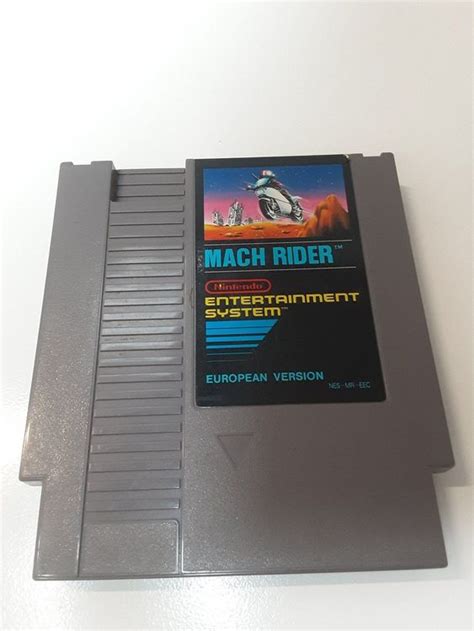 MACH RIDER™
Nintendo
ENTERTAINMENT
SYSTEM™
EUROPEAN VERSION
NES-MR-EEC